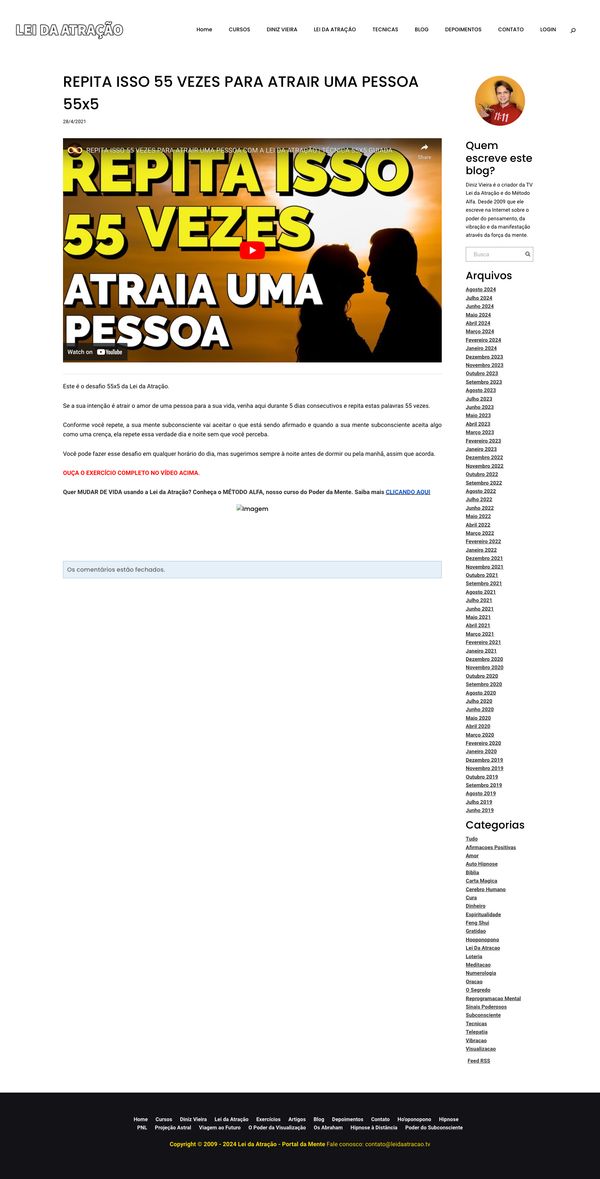 LEI DA ATRAÇÃO
Home CURSOS DINIZ VIEIRA LEI DA ATRAÇÃO TECNICAS BLOG DEPOIMENTOS CONTATO LOGIN
REPITA ISSO 55 VEZES PARA ATRAIR UMA PESSOA
55x5
28/4/2021
REPITA ISSO 55 VEZES PARA ATRAIR UMA PESSOA COM A LEI DA ATRAÇÃO | TECNICA 55X5 GUIADA
Share
REPITA ISSO
55 VEZES
ATRAIA UMA
PESSOA
Watch on YouTube
Este é o desafio 55x5 da Lei da Atração.
Se a sua intenção é atrair o amor de uma pessoa para a sua vida, venha aqui durante 5 dias consecutivos e repita estas palavras 55 vezes.
Conforme você repete, a sua mente subconsciente vai aceitar o que está sendo afirmado e quando a sua mente subconsciente aceita algo
como uma crença, ela repete essa verdade dia e noite sem que você perceba.
Você pode fazer esse desafio em qualquer horário do dia, mas sugerimos sempre à noite antes de dormir ou pela manhã, assim que acorda.
OUÇA O EXERCÍCIO COMPLETO NO VÍDEO ACIMA.
Quer MUDAR DE VIDA usando a Lei da Atração? Conheça o MÉTODO ALFA, nosso curso do Poder da Mente. Saiba mais CLICANDO AQUI
Imagem
Os comentários estão fechados.
11:11
Quem
escreve este
blog?
Diniz Vieira é o criador da TV
Lei da Atração e do Método
Alfa. Desde 2009 que ele
escreve na Internet sobre o
poder do pensamento, da
vibração e da manifestação
através da força da mente.
Busca
Arquivos
Agosto 2024
Julho 2024
Junho 2024
Maio 2024
Abril 2024
Março 2024
Fevereiro 2024
Janeiro 2024
Dezembro 2023
Novembro 2023
Outubro 2023
Setembro 2023
Agosto 2023
Julho 2023
Junho 2023
Maio 2023
Abril 2023
Março 2023
Fevereiro 2023
Janeiro 2023
Dezembro 2022
Novembro 2022
Outubro 2022
Setembro 2022
Agosto 2022
Julho 2022
Junho 2022
Maio 2022
Abril 2022
Março 2022
Fevereiro 2022
Janeiro 2022
Dezembro 2021
Novembro 2021
Outubro 2021
Setembro 2021
Agosto 2021
Julho 2021
Junho 2021
Maio 2021
Abril 2021
Março 2021
Fevereiro 2021
Janeiro 2021
Dezembro 2020
Novembro 2020
Outubro 2020
Setembro 2020
Agosto 2020
Julho 2020
Junho 2020
Maio 2020
Abril 2020
Março 2020
Fevereiro 2020
Janeiro 2020
Dezembro 2019
Novembro 2019
Outubro 2019
Setembro 2019
Agosto 2019
Julho 2019
Junho 2019
Categorias
Tudo
Afirmacoes Positivas
Amor
Auto Hipnose
Biblia
Carta Magica
Cerebro Humano
Cura
Dinheiro
Espiritualidade
Feng Shui
Gratidao
Hooponopono
Lei Da Atracao
Loteria
Meditacao
Numerologia
Oracao
O Segredo
Reprogramacao Mental
Sinais Poderosos
Subconsciente
Tecnicas
Telepatia
Vibracao
Visualizacao
Feed RSS
Home Cursos Diniz Vieira Lei da Atração Exercícios Artigos Blog Depoimentos Contato Ho'oponopono Hipnose
PNL Projeção Astral Viagem ao Futuro O Poder da Visualização Os Abraham Hipnose à Distância Poder do Subconsciente
Copyright © 2009 - 2024 Lei da Atração - Portal da Mente Fale conosco: contato@leidaatracao.tv